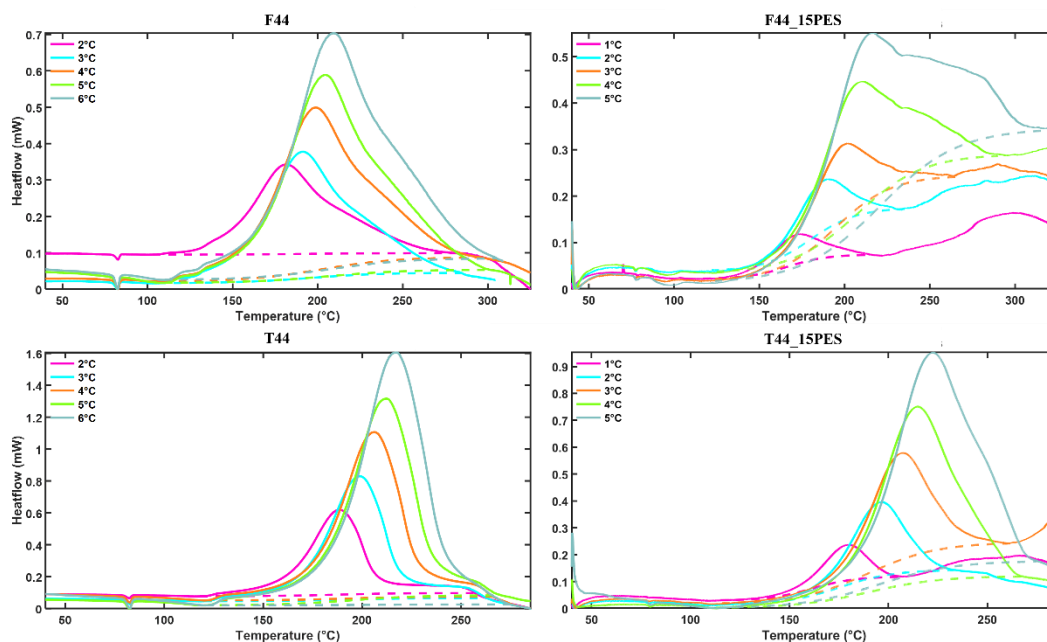 F44
F44_15PES
0.7
0.6
0.5
0.4
0.3
0.2
0.1
0
Heatflow (mW)
2°C
3°C
4°C
5°C
6°C
50 100 150 200 250 300
Temperature (°C)
0.5
0.4
0.3
0.2
0.1
0
Heatflow (mW)
1°C
2°C
3°C
4°C
5°C
50 100 150 200 250 300
Temperature (°C)
T44
T44_15PES
1.6
1.4
1.2
1
0.8
0.6
0.4
0.2
0
Heatflow (mW)
2°C
3°C
4°C
5°C
6°C
50 100 150 200 250 300
Temperature (°C)
0.9
0.8
0.7
0.6
0.5
0.4
0.3
0.2
0.1
0
Heatflow (mW)
1°C
2°C
3°C
4°C
5°C
50 100 150 200 250
Temperature (°C)